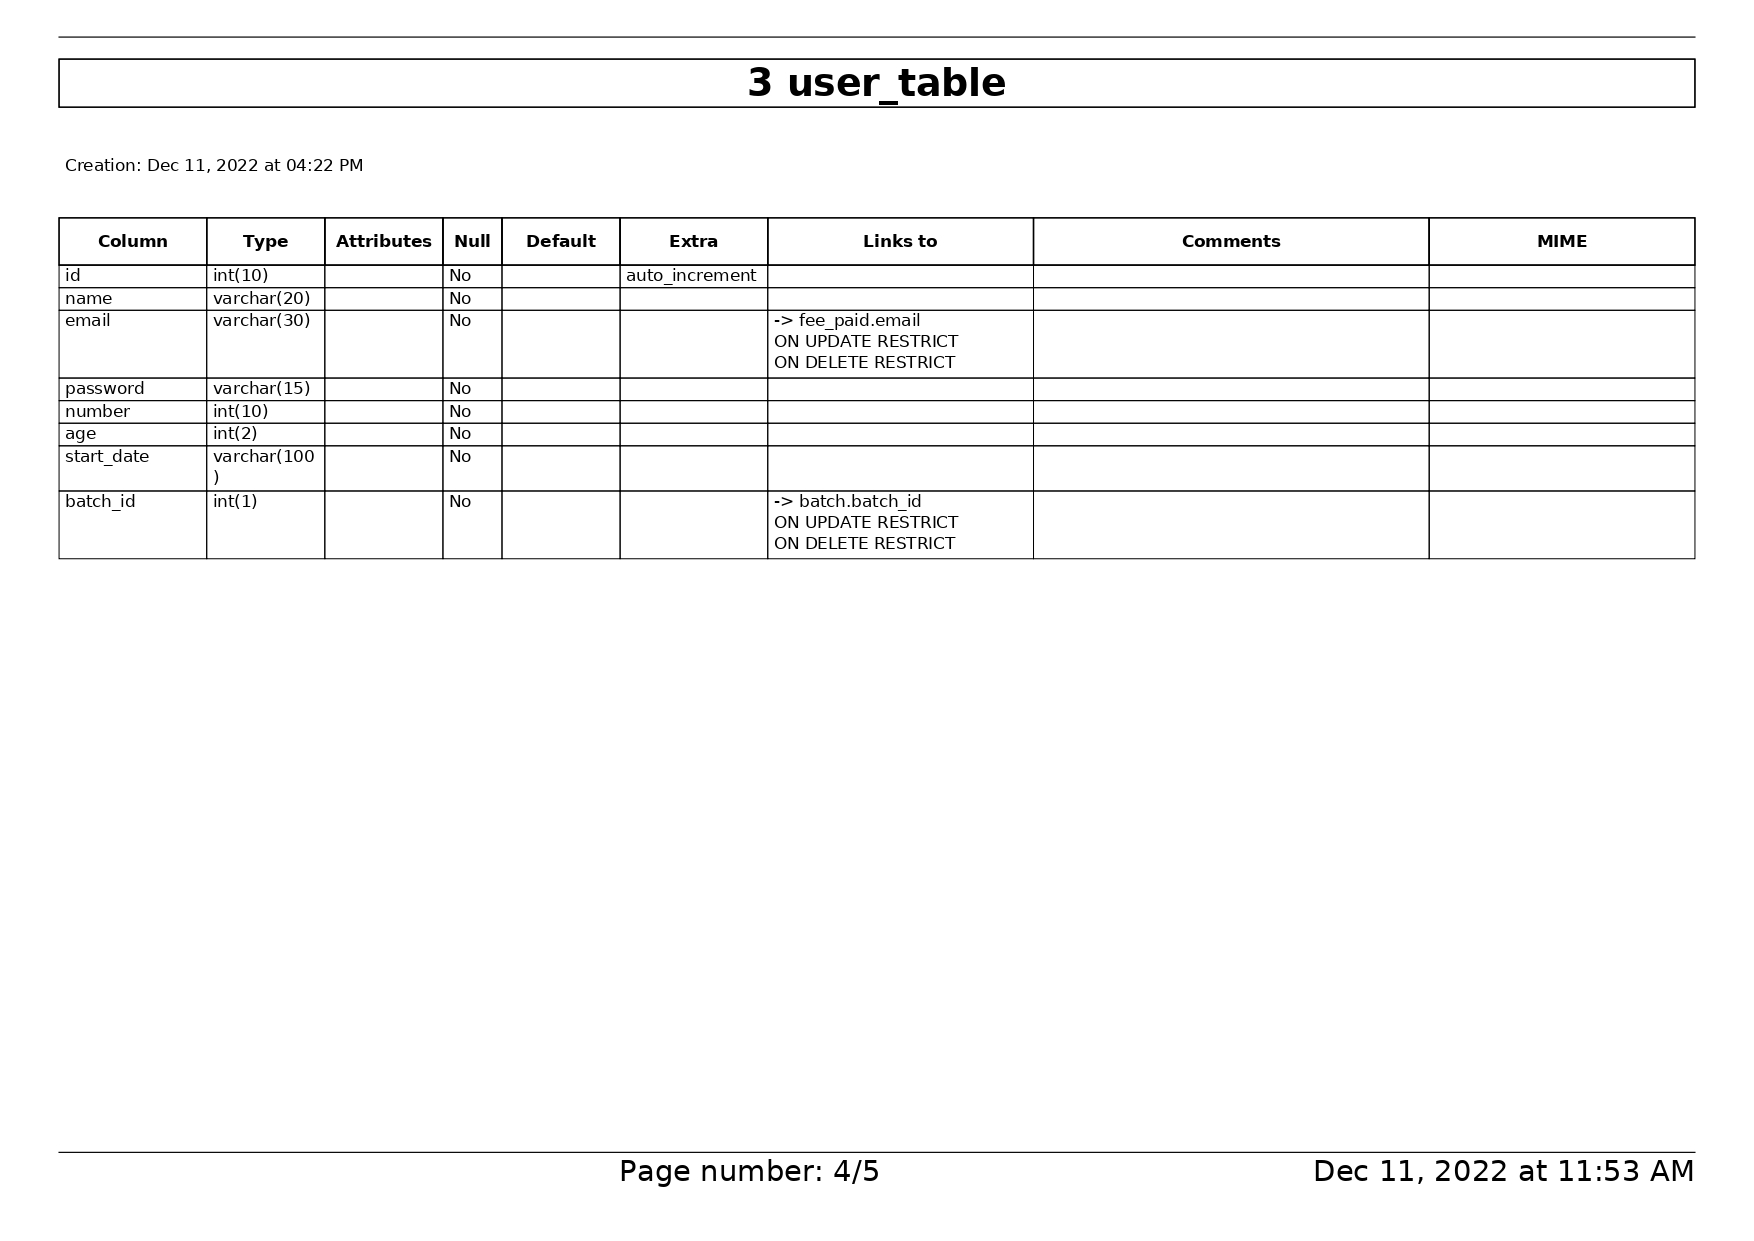 3 user_table
Creation: Dec 11, 2022 at 04:22 PM
Column Type Attributes Null Default Extra Links to Comments MIME
id int(10) No auto_increment
name varchar(20) No
email varchar(30) No -> fee_paid.email
ON UPDATE RESTRICT
ON DELETE RESTRICT
password varchar(15) No
number int(10) No
age int(2) No
start_date varchar(100 No
)
batch_id int(1) No -> batch.batch_id
ON UPDATE RESTRICT
ON DELETE RESTRICT
Page number: 4/5 Dec 11, 2022 at 11:53 AM